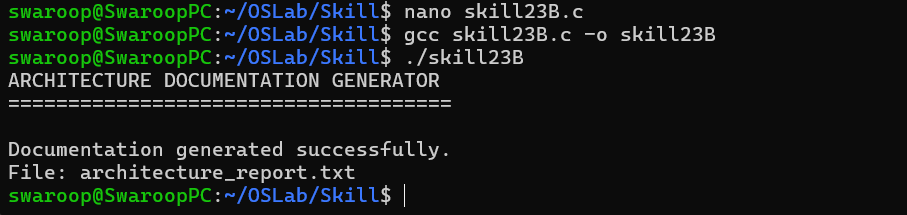 swaroop@SwaroopPC:~/OSLab/Skill$ nano skill23B.c
swaroop@SwaroopPC:~/OSLab/Skill$ gcc skill23B.c -o skill23B
swaroop@SwaroopPC:~/OSLab/Skill$ ./skill23B
ARCHITECTURE DOCUMENTATION GENERATOR
=====================================
Documentation generated successfully.
File: architecture_report.txt
swaroop@SwaroopPC:~/OSLab/Skill$